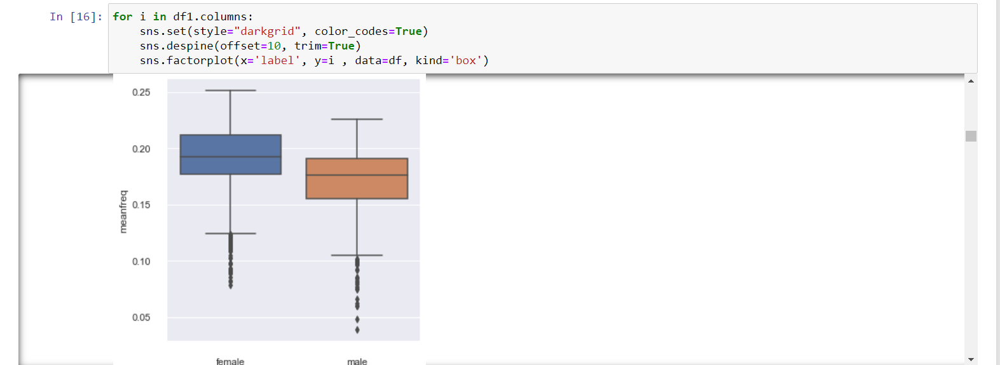 In [16]: for i in df1.columns:
sns.set(style="darkgrid", color_codes=True)
sns.despine(offset=10, trim=True)
sns.factorplot(x='label', y=i , data=df, kind='box')
0.25
0.20
0.15
0.10
0.05
meanfreq
female male